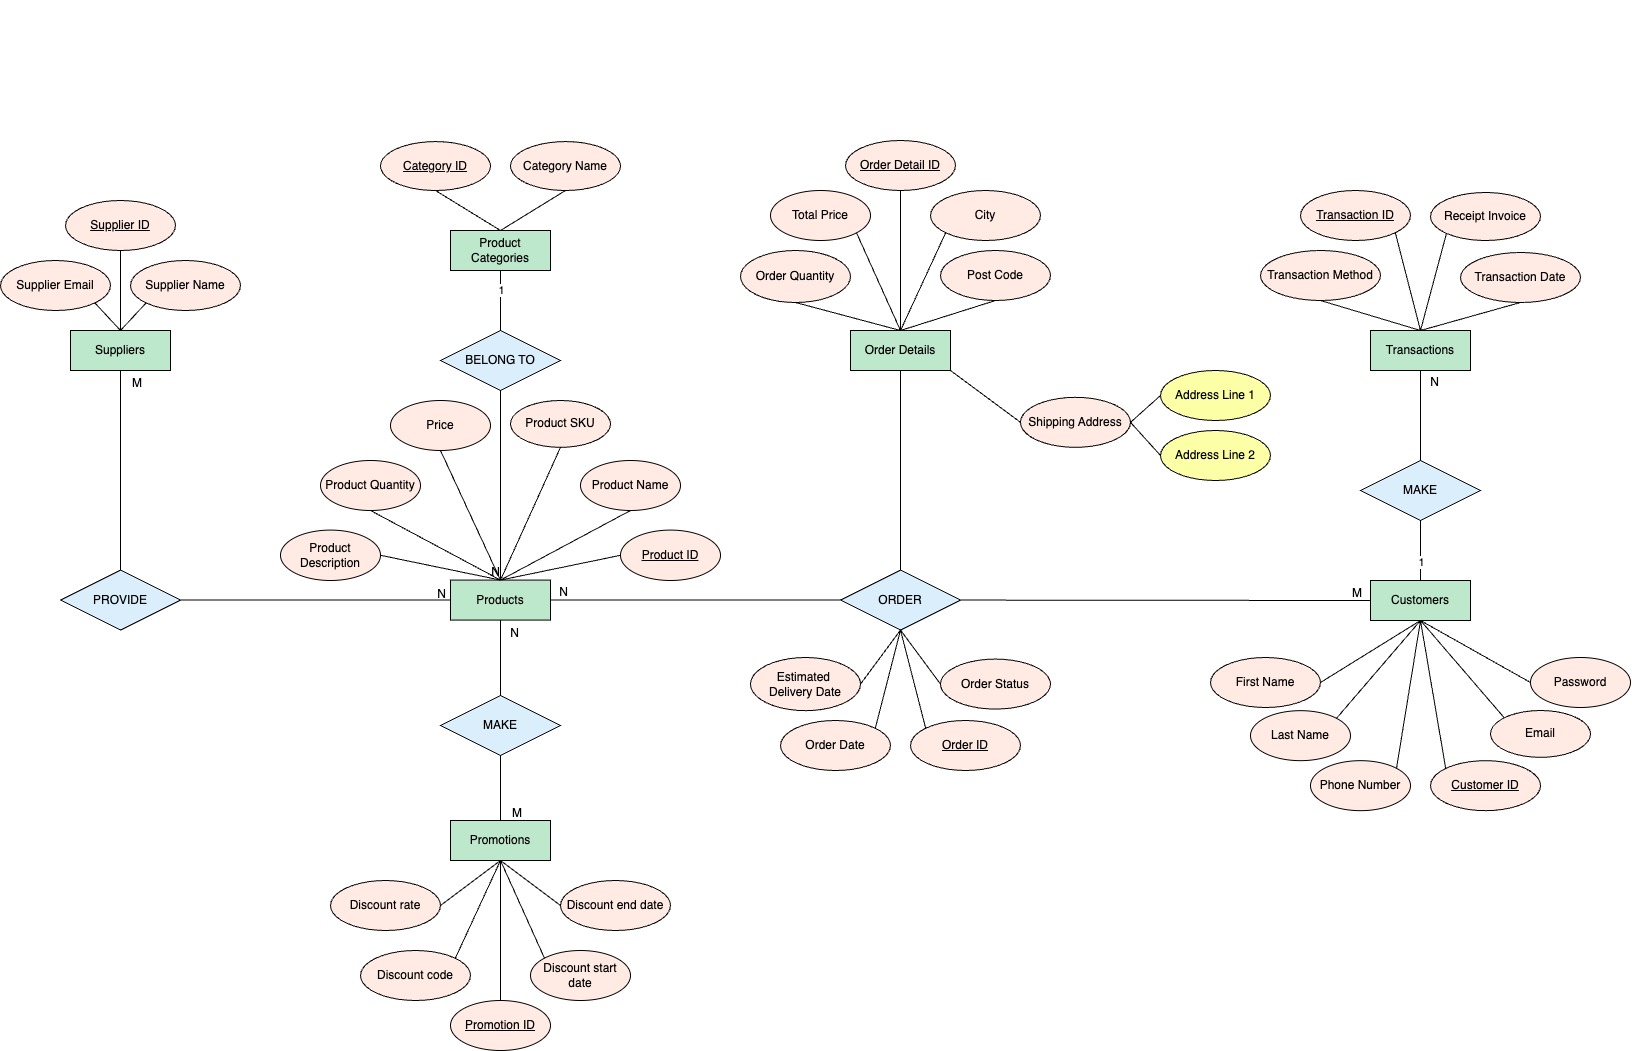 Order Detail ID
Category ID
Category Name
Supplier ID
Total Price
City
Transaction ID
Receipt Invoice
Product
Categories
Supplier Email
Supplier Name
Order Quantity
Post Code
Transaction Method
Transaction Date
1
Suppliers
BELONG TO
Order Details
Transactions
M
N
Address Line 1
Price
Product SKU
Shipping Address
Address Line 2
Product Quantity
Product Name
MAKE
Product
Description
Product ID
N
1
PROVIDE
N
Products
N
ORDER
M
Customers
N
Estimated
Delivery Date
Order Status
First Name
Password
MAKE
Order Date
Order ID
Last Name
Email
Phone Number
Customer ID
M
Promotions
Discount rate
Discount end date
Discount code
Discount start
date
Promotion ID